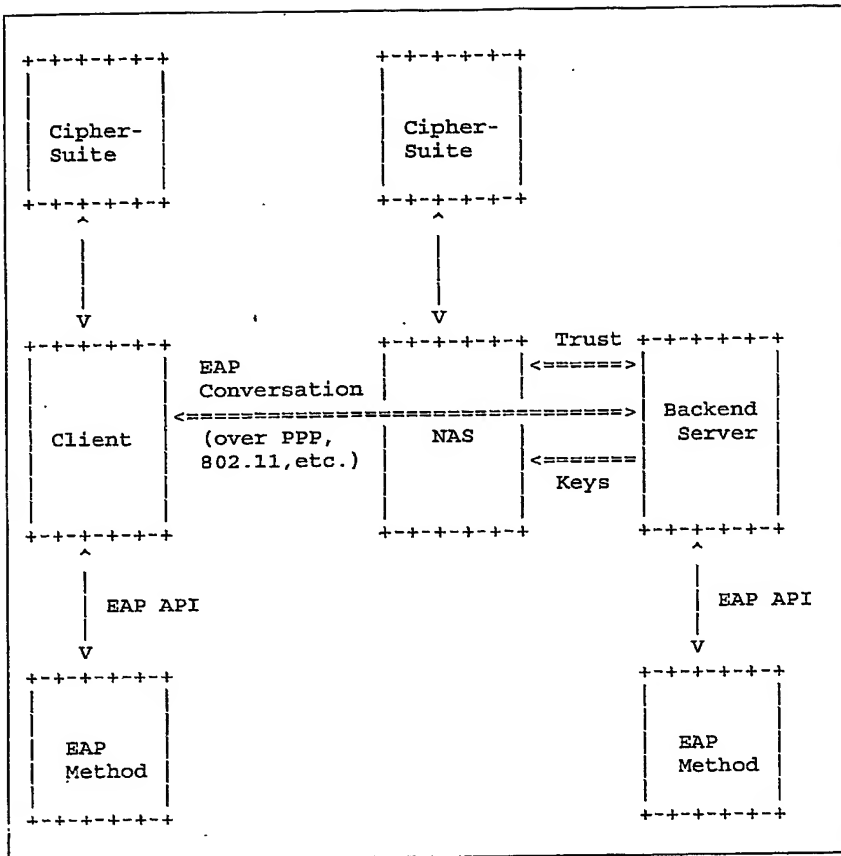 +-+-+-+-+-+ +-+-+-+-+-+
Cipher- Cipher-
Suite Suite
+-+-+-+-+-+ +-+-+-+-+-+
^ ^
V V
+-+-+-+-+-+ +-+-+-+-+-+ Trust +-+-+-+-+-+
EAP <======>
Conversation
<================================> Backend
Client (over PPP, NAS Server
802.11,etc.) <=======
Keys
+-+-+-+-+-+ +-+-+-+-+-+ +-+-+-+-+-+
^ ^
EAP API EAP API
V V
+-+-+-+-+-+ +-+-+-+-+-+
EAP EAP
Method Method
+-+-+-+-+-+ +-+-+-+-+-+